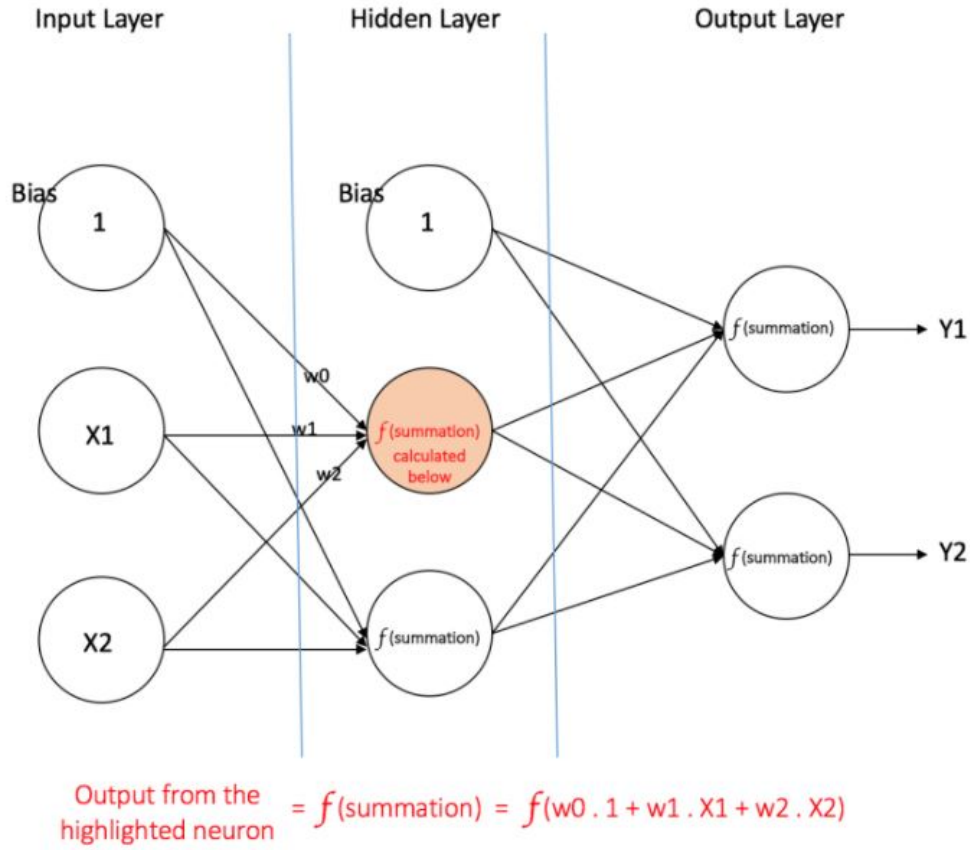 Input Layer
Hidden Layer
Output Layer
Bias
1
Bias
1
f(summation)
Y1
w0
X1
w1
f(summation)
calculated
below
w2
f(summation)
Y2
X2
f(summation)
Output from the
highlighted neuron
= f(summation) = f(w0 . 1 + w1 . X1 + w2 . X2)